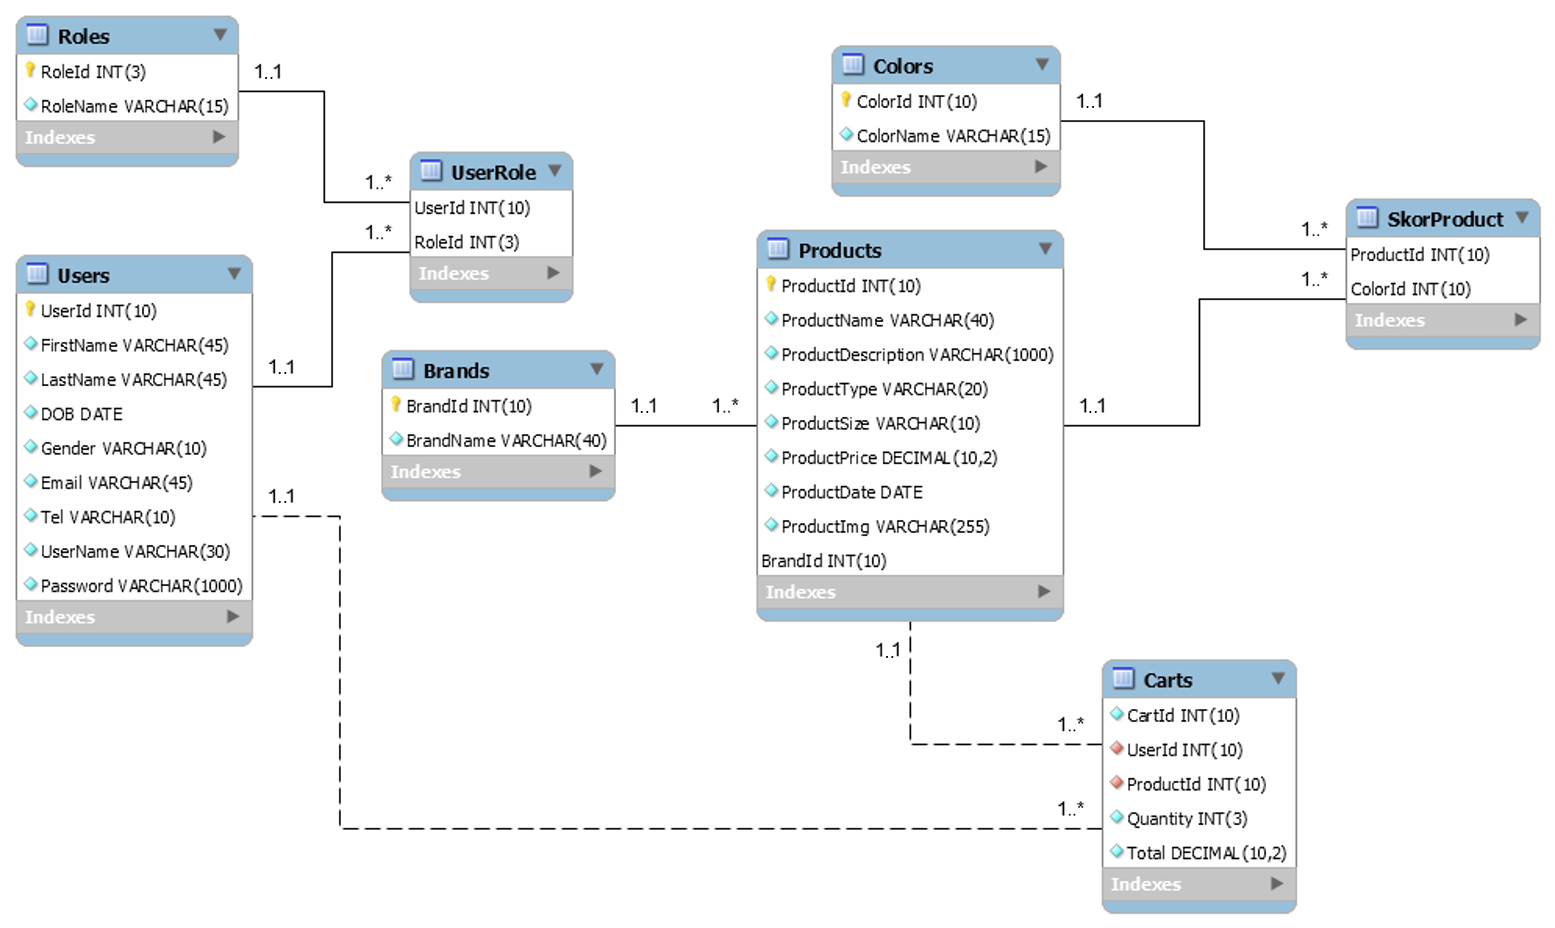 Roles
RoleId INT(3)
RoleName VARCHAR(15)
Indexes
1..1
1..*
UserRole
UserId INT(10)
RoleId INT(3)
Indexes
1..*
Users
UserId INT(10)
FirstName VARCHAR(45)
LastName VARCHAR(45)
DOB DATE
Gender VARCHAR(10)
Email VARCHAR(45)
Tel VARCHAR(10)
UserName VARCHAR(30)
Password VARCHAR(1000)
Indexes
1..1
1..1
Brands
BrandId INT(10)
BrandName VARCHAR(40)
Indexes
1..1
1..*
Colors
ColorId INT(10)
ColorName VARCHAR(15)
Indexes
1..1
1..*
Products
ProductId INT(10)
ProductName VARCHAR(40)
ProductDescription VARCHAR(1000)
ProductType VARCHAR(20)
ProductSize VARCHAR(10)
ProductPrice DECIMAL(10,2)
ProductDate DATE
ProductImg VARCHAR(255)
BrandId INT(10)
Indexes
1..1
1..*
SkorProduct
ProductId INT(10)
ColorId INT(10)
Indexes
1..1
1..*
1..*
Carts
CartId INT(10)
UserId INT(10)
ProductId INT(10)
Quantity INT(3)
Total DECIMAL(10,2)
Indexes